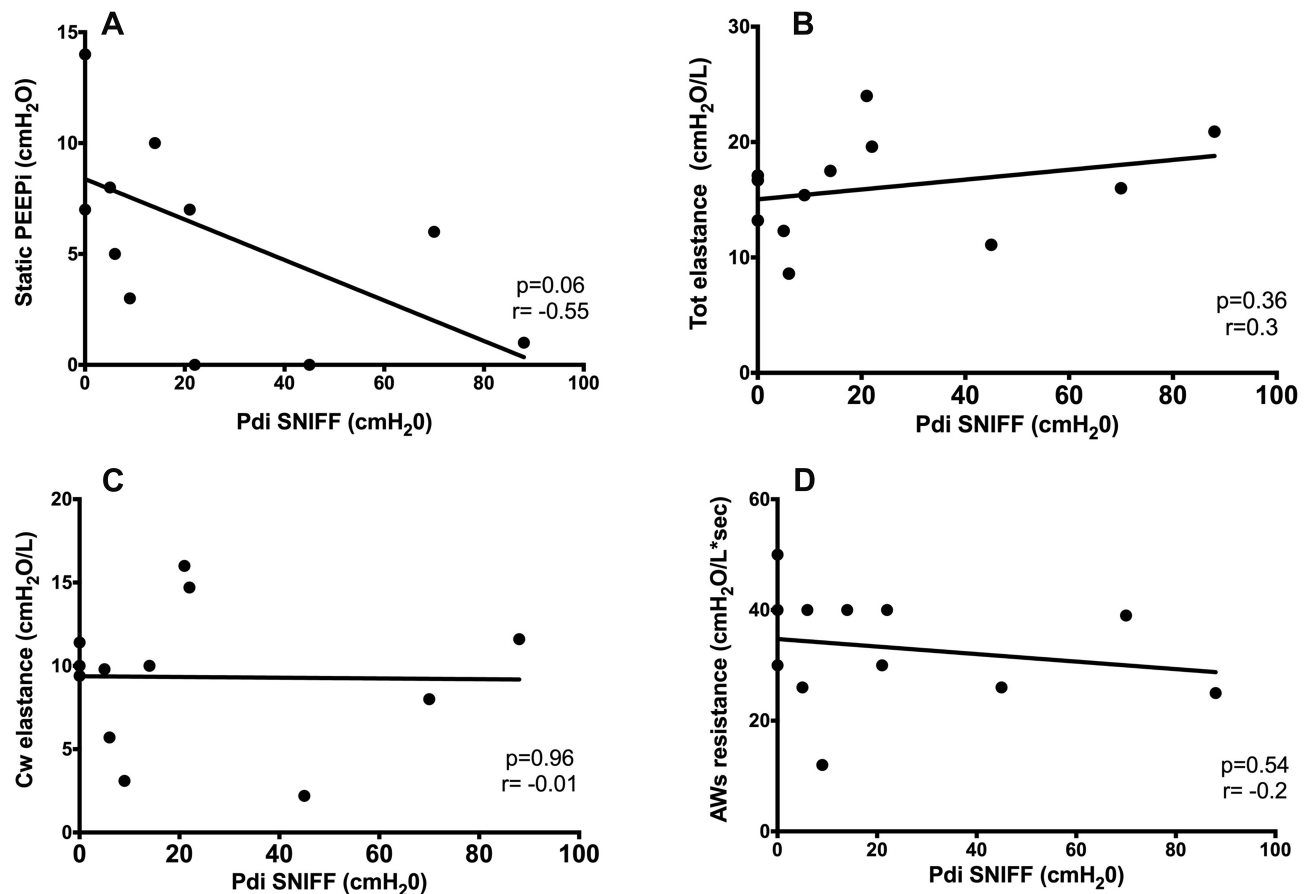 A
Static PEEPi (cmH2O)
15
10
5
0
0 20 40 60 80 100
p=0.06
r= -0.55
Pdi SNIFF (cmH20)
B
Tot elastance (cmH2O/L)
30
20
10
0
0 20 40 60 80 100
p=0.36
r=0.3
Pdi SNIFF (cmH20)
C
Cw elastance (cmH2O/L)
20
15
10
5
0
0 20 40 60 80 100
p=0.96
r= -0.01
Pdi SNIFF (cmH20)
D
AWs resistance (cmH2O/L*sec)
60
40
20
0
0 20 40 60 80 100
p=0.54
r= -0.2
Pdi SNIFF (cmH20)